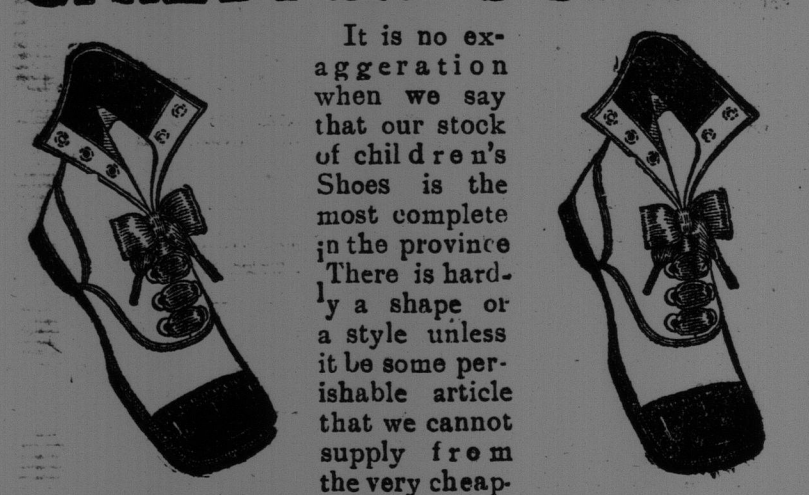 It is no ex-
aggeration
when we say
that our stock
of children's
Shoes is the
most complete
in the province
There is hard-
ly a shape or
a style unless
it be some per-
ishable article
that we cannot
supply from
the very cheap-